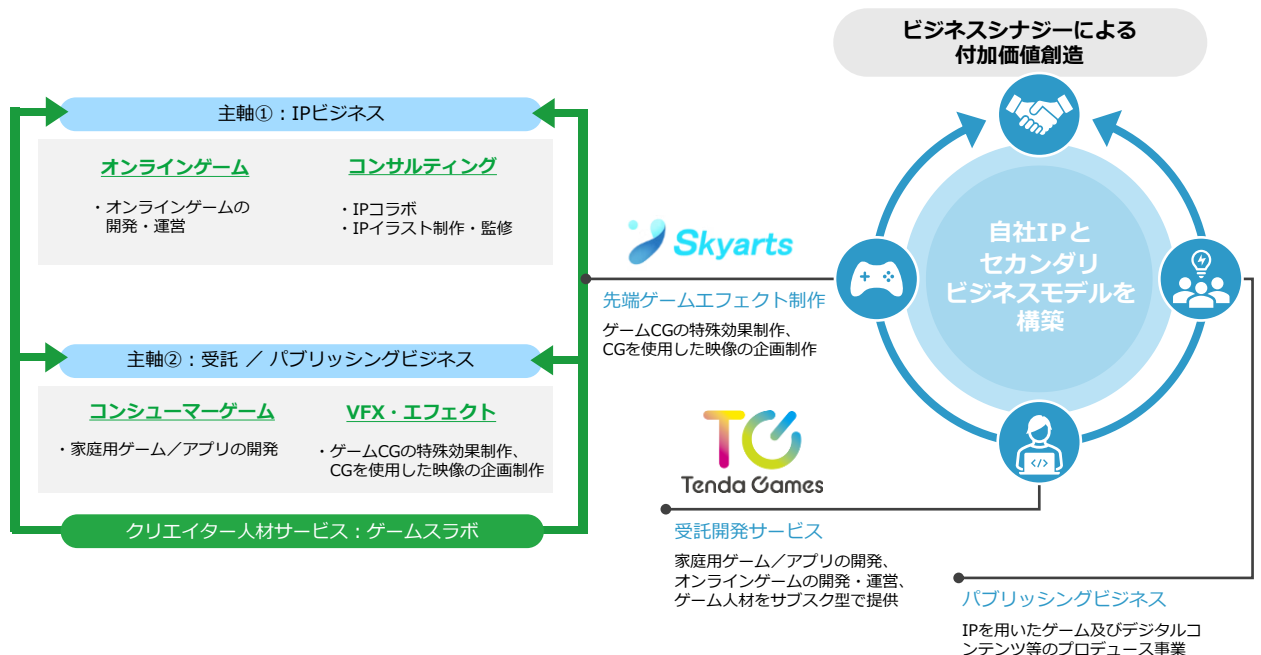 ビジネスシナジーによる
付加価値創造
主軸①：IPビジネス
オンラインゲーム
・オンラインゲームの
開発・運営
コンサルティング
・IPコラボ
・IPイラスト制作・監修
主軸②：受託 ／ パブリッシングビジネス
コンシューマーゲーム
・家庭用ゲーム／アプリの開発
VFX・エフェクト
・ゲームCGの特殊効果制作、
CGを使用した映像の企画制作
クリエイター人材サービス：ゲームスラボ
Skyarts
先端ゲームエフェクト制作
ゲームCGの特殊効果制作、
CGを使用した映像の企画制作
自社IPと
セカンダリ
ビジネスモデルを
構築
</>
TG
Tenda Games
受託開発サービス
家庭用ゲーム／アプリの開発、
オンラインゲームの開発・運営、
ゲーム人材をサブスク型で提供
パブリッシングビジネス
IPを用いたゲーム及びデジタルコ
ンテンツ等のプロデュース事業